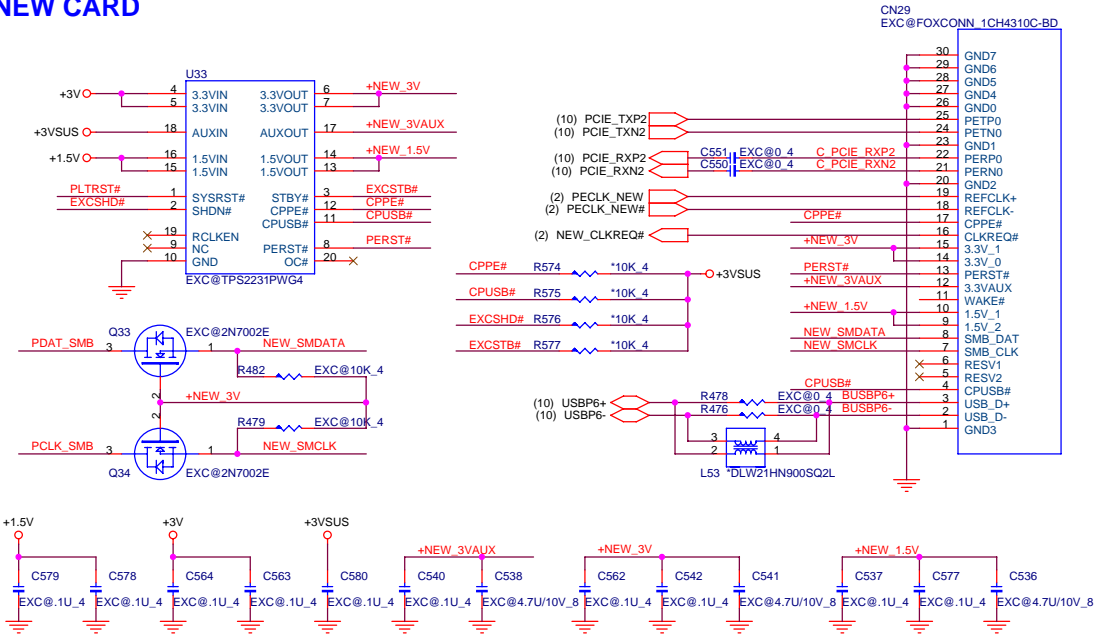 NEW CARD
CN29
EXC@FOXCONN_1CH4310C-BD
30 GND7
29 GND6
28 GND5
27 GND4
26 GND0
25 PETP0
24 PETN0
23 GND1
22 PERP0
21 PERN0
20 GND2
19 REFCLK+
18 REFCLK-
17 CPPE#
16 CLKREQ#
15 3.3V_1
14 3.3V_0
13 PERST#
12 3.3VAUX
11 WAKE#
10 1.5V_1
9 1.5V_2
8 SMB_DAT
7 SMB_CLK
6 RESV1
5 RESV2
4 CPUSB#
3 USB_D+
2 USB_D-
1 GND3
U33
+3V 4 3.3VIN 3.3VOUT 6 +NEW_3V
5 3.3VIN 3.3VOUT 7
+3VSUS 18 AUXIN AUXOUT 17 +NEW_3VAUX
+1.5V 16 1.5VIN 1.5VOUT 14 +NEW_1.5V
15 1.5VIN 1.5VOUT 13
PLTRST# 1 SYSRST# STBY# 3 EXCSTB#
EXCSHD# 2 SHDN# CPPE# 12 CPPE#
CPUSB# 11 CPUSB#
19 RCLKEN
9 NC PERST# 8 PERST#
10 GND OC# 20
EXC@TPS2231PWG4
(10) PCIE_TXP2
(10) PCIE_TXN2
(10) PCIE_RXP2 C551 EXC@0_4 C_PCIE_RXP2
(10) PCIE_RXN2 C550 EXC@0_4 C_PCIE_RXN2
(2) PECLK_NEW
(2) PECLK_NEW#
CPPE#
(2) NEW_CLKREQ#
+NEW_3V
PERST#
+NEW_3VAUX
+NEW_1.5V
NEW_SMDATA
NEW_SMCLK
CPUSB#
CPPE# R574 *10K_4 +3VSUS
CPUSB# R575 *10K_4
EXCSHD# R576 *10K_4
EXCSTB# R577 *10K_4
(10) USBP6+ R478 EXC@0_4 BUSBP6+
(10) USBP6- R476 EXC@0_4 BUSBP6-
3 4
2 1
L53 *DLW21HN900SQ2L
Q33 EXC@2N7002E
PDAT_SMB 3 1 NEW_SMDATA
R482 EXC@10K_4
2 +NEW_3V
2
R479 EXC@10K_4
PCLK_SMB 3 1 NEW_SMCLK
Q34 EXC@2N7002E
+1.5V +3V +3VSUS
+NEW_3VAUX +NEW_3V +NEW_1.5V
C579 C578 C564 C563 C580 C540 C538 C562 C542 C541 C537 C577 C536
EXC@.1U_4 EXC@.1U_4 EXC@.1U_4 EXC@.1U_4 EXC@.1U_4 EXC@.1U_4 EXC@4.7U/10V_8 EXC@.1U_4 EXC@.1U_4 EXC@4.7U/10V_8 EXC@.1U_4 EXC@.1U_4 EXC@4.7U/10V_8